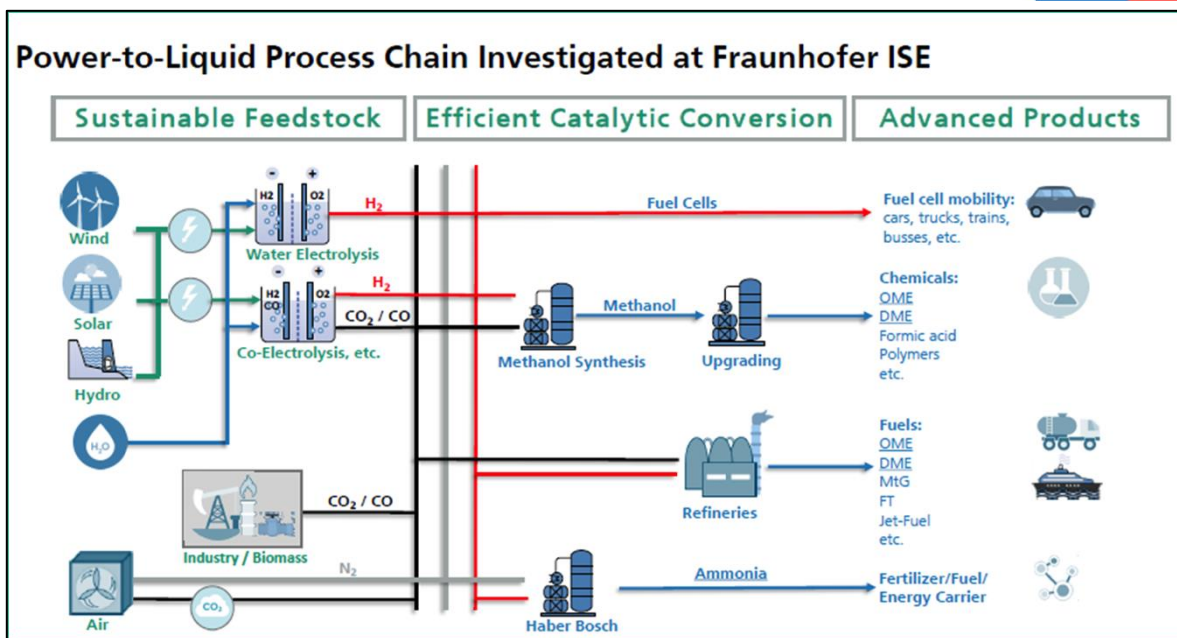 Power-to-Liquid Process Chain Investigated at Fraunhofer ISE
Sustainable Feedstock
Efficient Catalytic Conversion
Advanced Products
- +
H2 O2
Wind
Water Electrolysis
H₂
Fuel Cells
Fuel cell mobility:
cars, trucks, trains,
busses, etc.
- +
H2 O2
CO
Solar
Co-Electrolysis, etc.
H₂
CO₂ / CO
Methanol Synthesis
Methanol
Upgrading
Chemicals:
OME
DME
Formic acid
Polymers
etc.
Hydro
H₂O
Industry / Biomass
CO₂ / CO
Refineries
Fuels:
OME
DME
MtG
FT
Jet-Fuel
etc.
Air
N₂
CO₂
Haber Bosch
Ammonia
Fertilizer/Fuel/
Energy Carrier